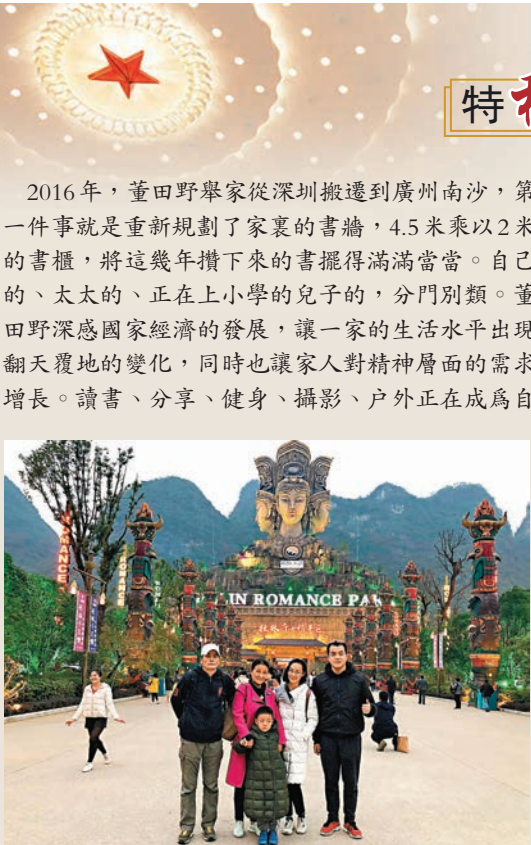 特
2016年，董田野舉家從深圳搬遷到廣州南沙，第
一件事就是重新規劃了家裏的書牆，4.5米乘以2米
的書櫃，將這幾年攢下來的書擺得滿滿當當。自己
的、太太的、正在上小學的兒子的，分門別類。董
田野深感國家經濟的發展，讓一家的生活水平出現
翻天覆地的變化，同時也讓家人對精神層面的需求
增長。讀書、分享、健身、攝影、户外正在成爲自
ROMANCE
ROMANCE
LIN ROMANCE PA